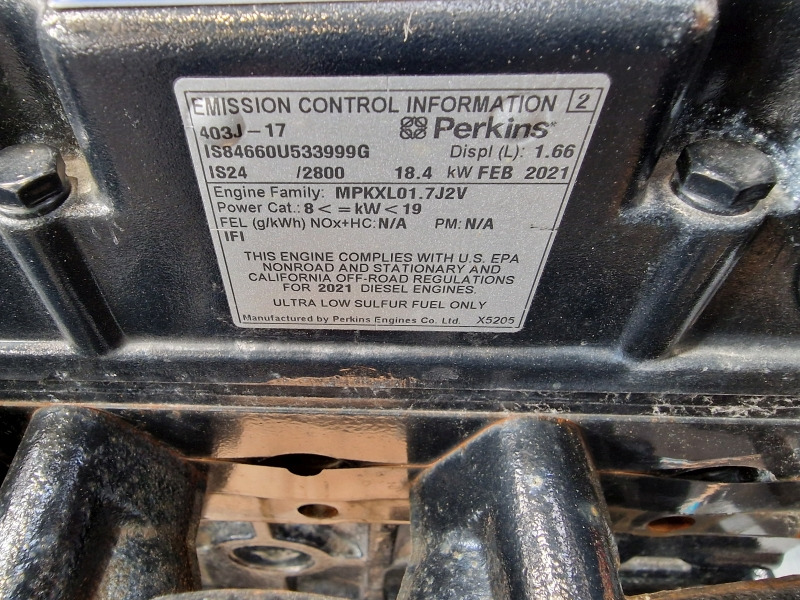 EMISSION CONTROL INFORMATION 2
403J-17 Perkins
IS84660U533999G Displ (L): 1.66
IS24 /2800 18.4 kW FEB 2021
Engine Family: MPKXL01.7J2V
Power Cat.: 8 < = kW < 19
FEL (g/kWh) NOx+HC: N/A PM: N/A
IFI
THIS ENGINE COMPLIES WITH U.S. EPA
NONROAD AND STATIONARY AND
CALIFORNIA OFF-ROAD REGULATIONS
FOR 2021 DIESEL ENGINES.
ULTRA LOW SULFUR FUEL ONLY
Manufactured by Perkins Engines Co. Ltd. X5205